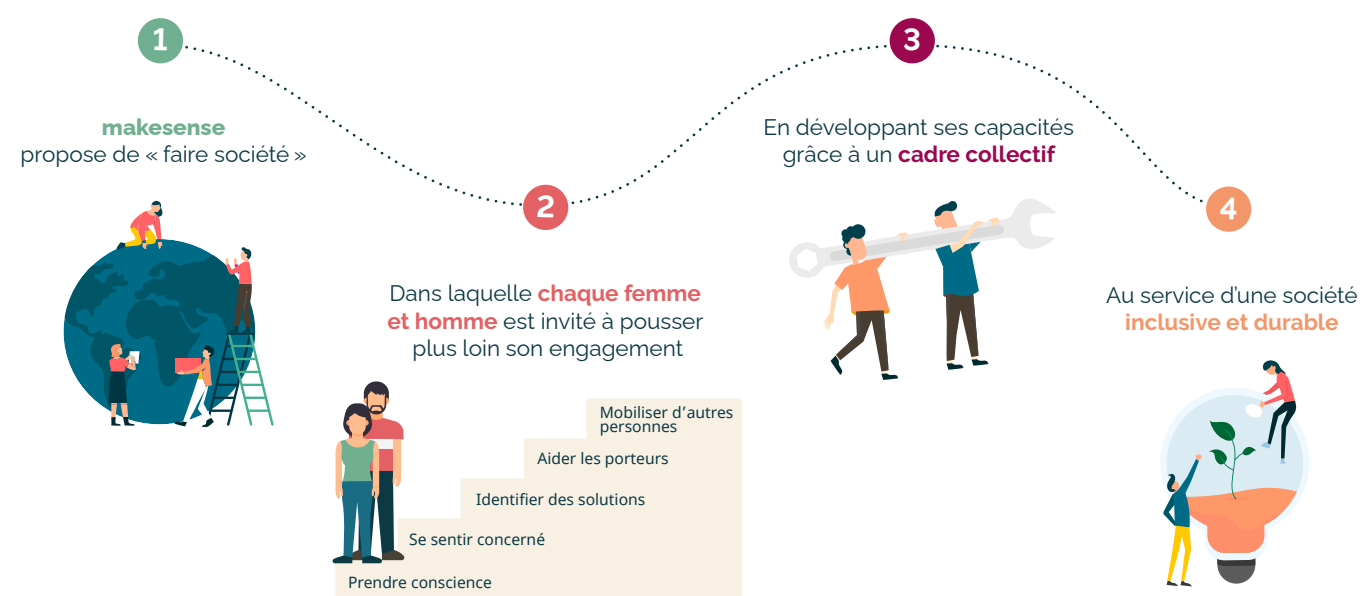 1
makesense
propose de « faire société »
2
Dans laquelle chaque femme
et homme est invité à pousser
plus loin son engagement
Mobiliser d’autres
personnes
Aider les porteurs
Identifier des solutions
Se sentir concerné
Prendre conscience
3
En développant ses capacités
grâce à un cadre collectif
4
Au service d’une société
inclusive et durable